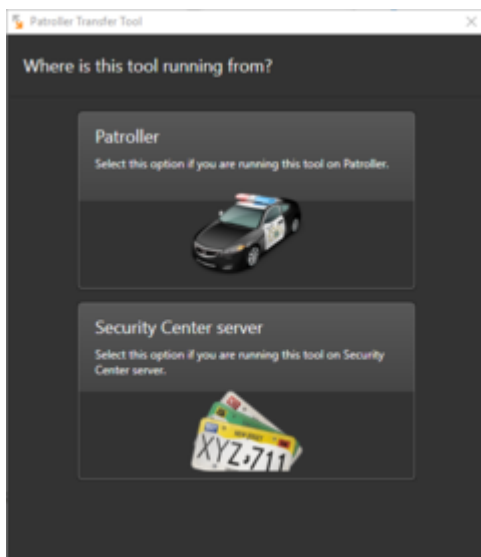 Patroller Transfer Tool
Where is this tool running from?
Patroller
Select this option if you are running this tool on Patroller.
Security Center server
Select this option if you are running this tool on Security
Center server.
XYZ 711